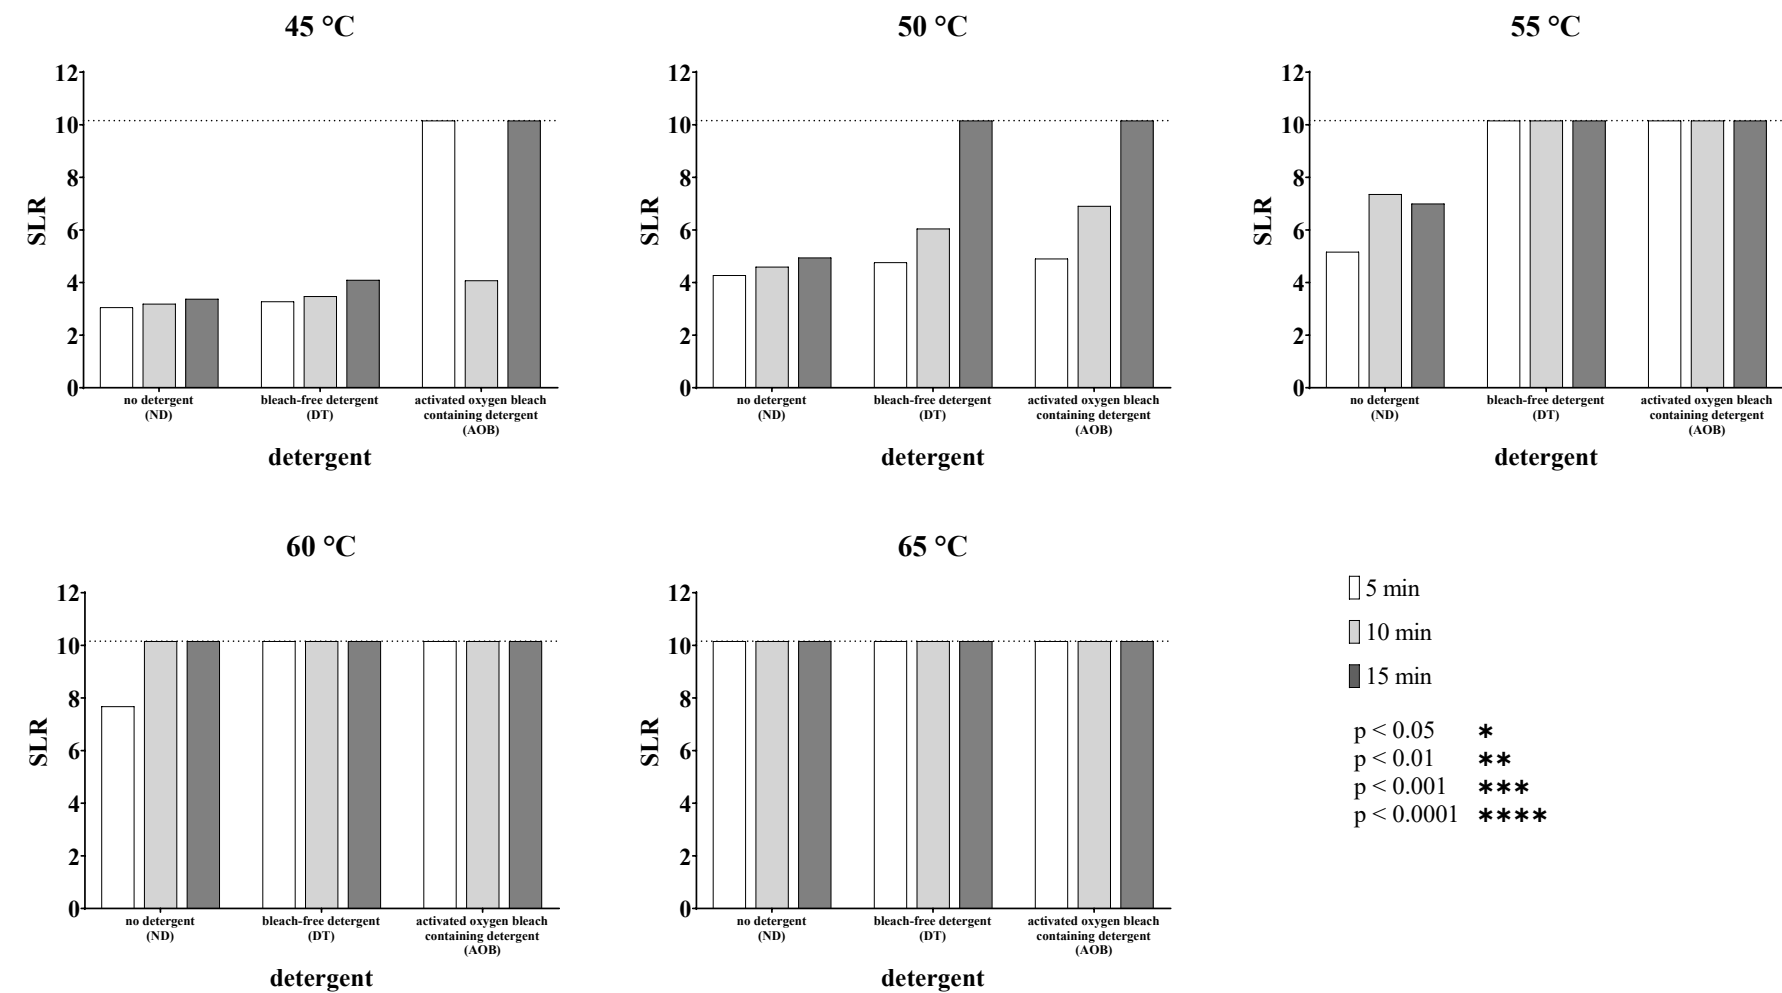 45 °C
12
10
8
6
4
2
0
SLR
no detergent
(ND)
bleach-free detergent
(DT)
activated oxygen bleach
containing detergent
(AOB)
detergent
50 °C
12
10
8
6
4
2
0
SLR
no detergent
(ND)
bleach-free detergent
(DT)
activated oxygen bleach
containing detergent
(AOB)
detergent
55 °C
12
10
8
6
4
2
0
SLR
no detergent
(ND)
bleach-free detergent
(DT)
activated oxygen bleach
containing detergent
(AOB)
detergent
60 °C
12
10
8
6
4
2
0
SLR
no detergent
(ND)
bleach-free detergent
(DT)
activated oxygen bleach
containing detergent
(AOB)
detergent
65 °C
12
10
8
6
4
2
0
SLR
no detergent
(ND)
bleach-free detergent
(DT)
activated oxygen bleach
containing detergent
(AOB)
detergent
5 min
10 min
15 min
p < 0.05 *
p < 0.01 **
p < 0.001 ***
p < 0.0001 ****